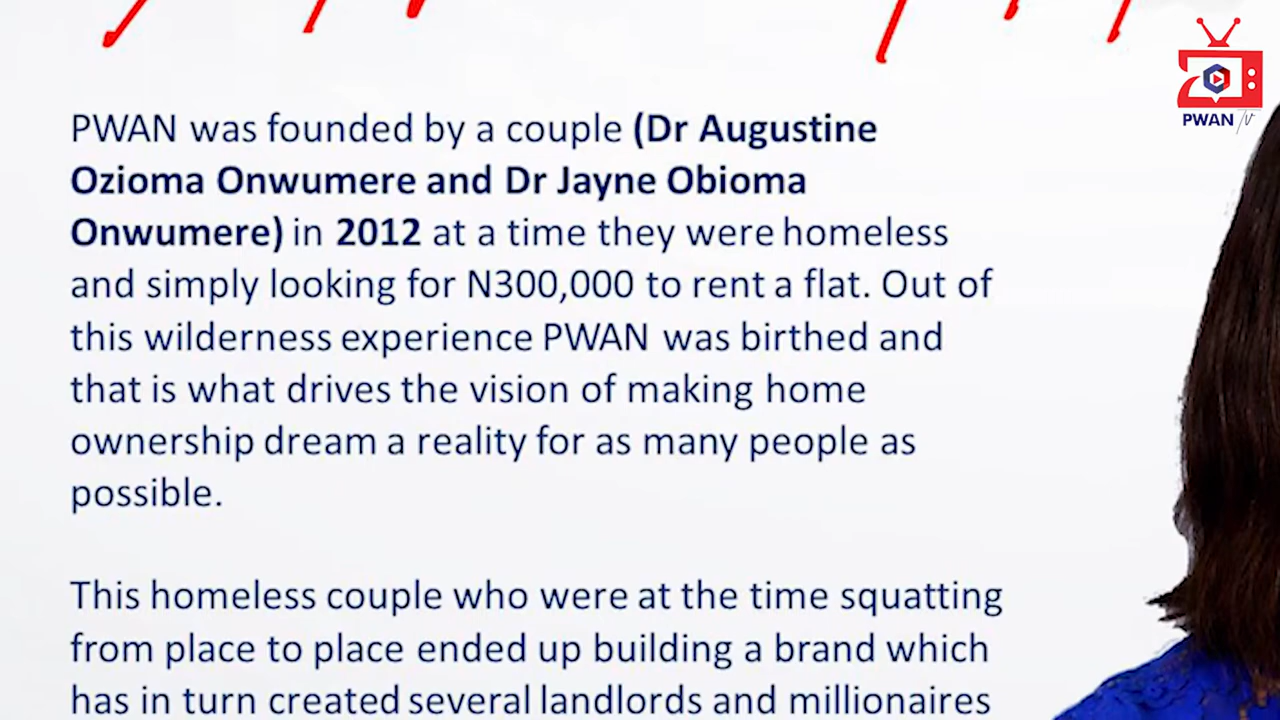 PWAN TV
PWAN was founded by a couple (Dr Augustine
Ozioma Onwumere and Dr Jayne Obioma
Onwumere) in 2012 at a time they were homeless
and simply looking for N300,000 to rent a flat. Out of
this wilderness experience PWAN was birthed and
that is what drives the vision of making home
ownership dream a reality for as many people as
possible.
This homeless couple who were at the time squatting
from place to place ended up building a brand which
has in turn created several landlords and millionaires